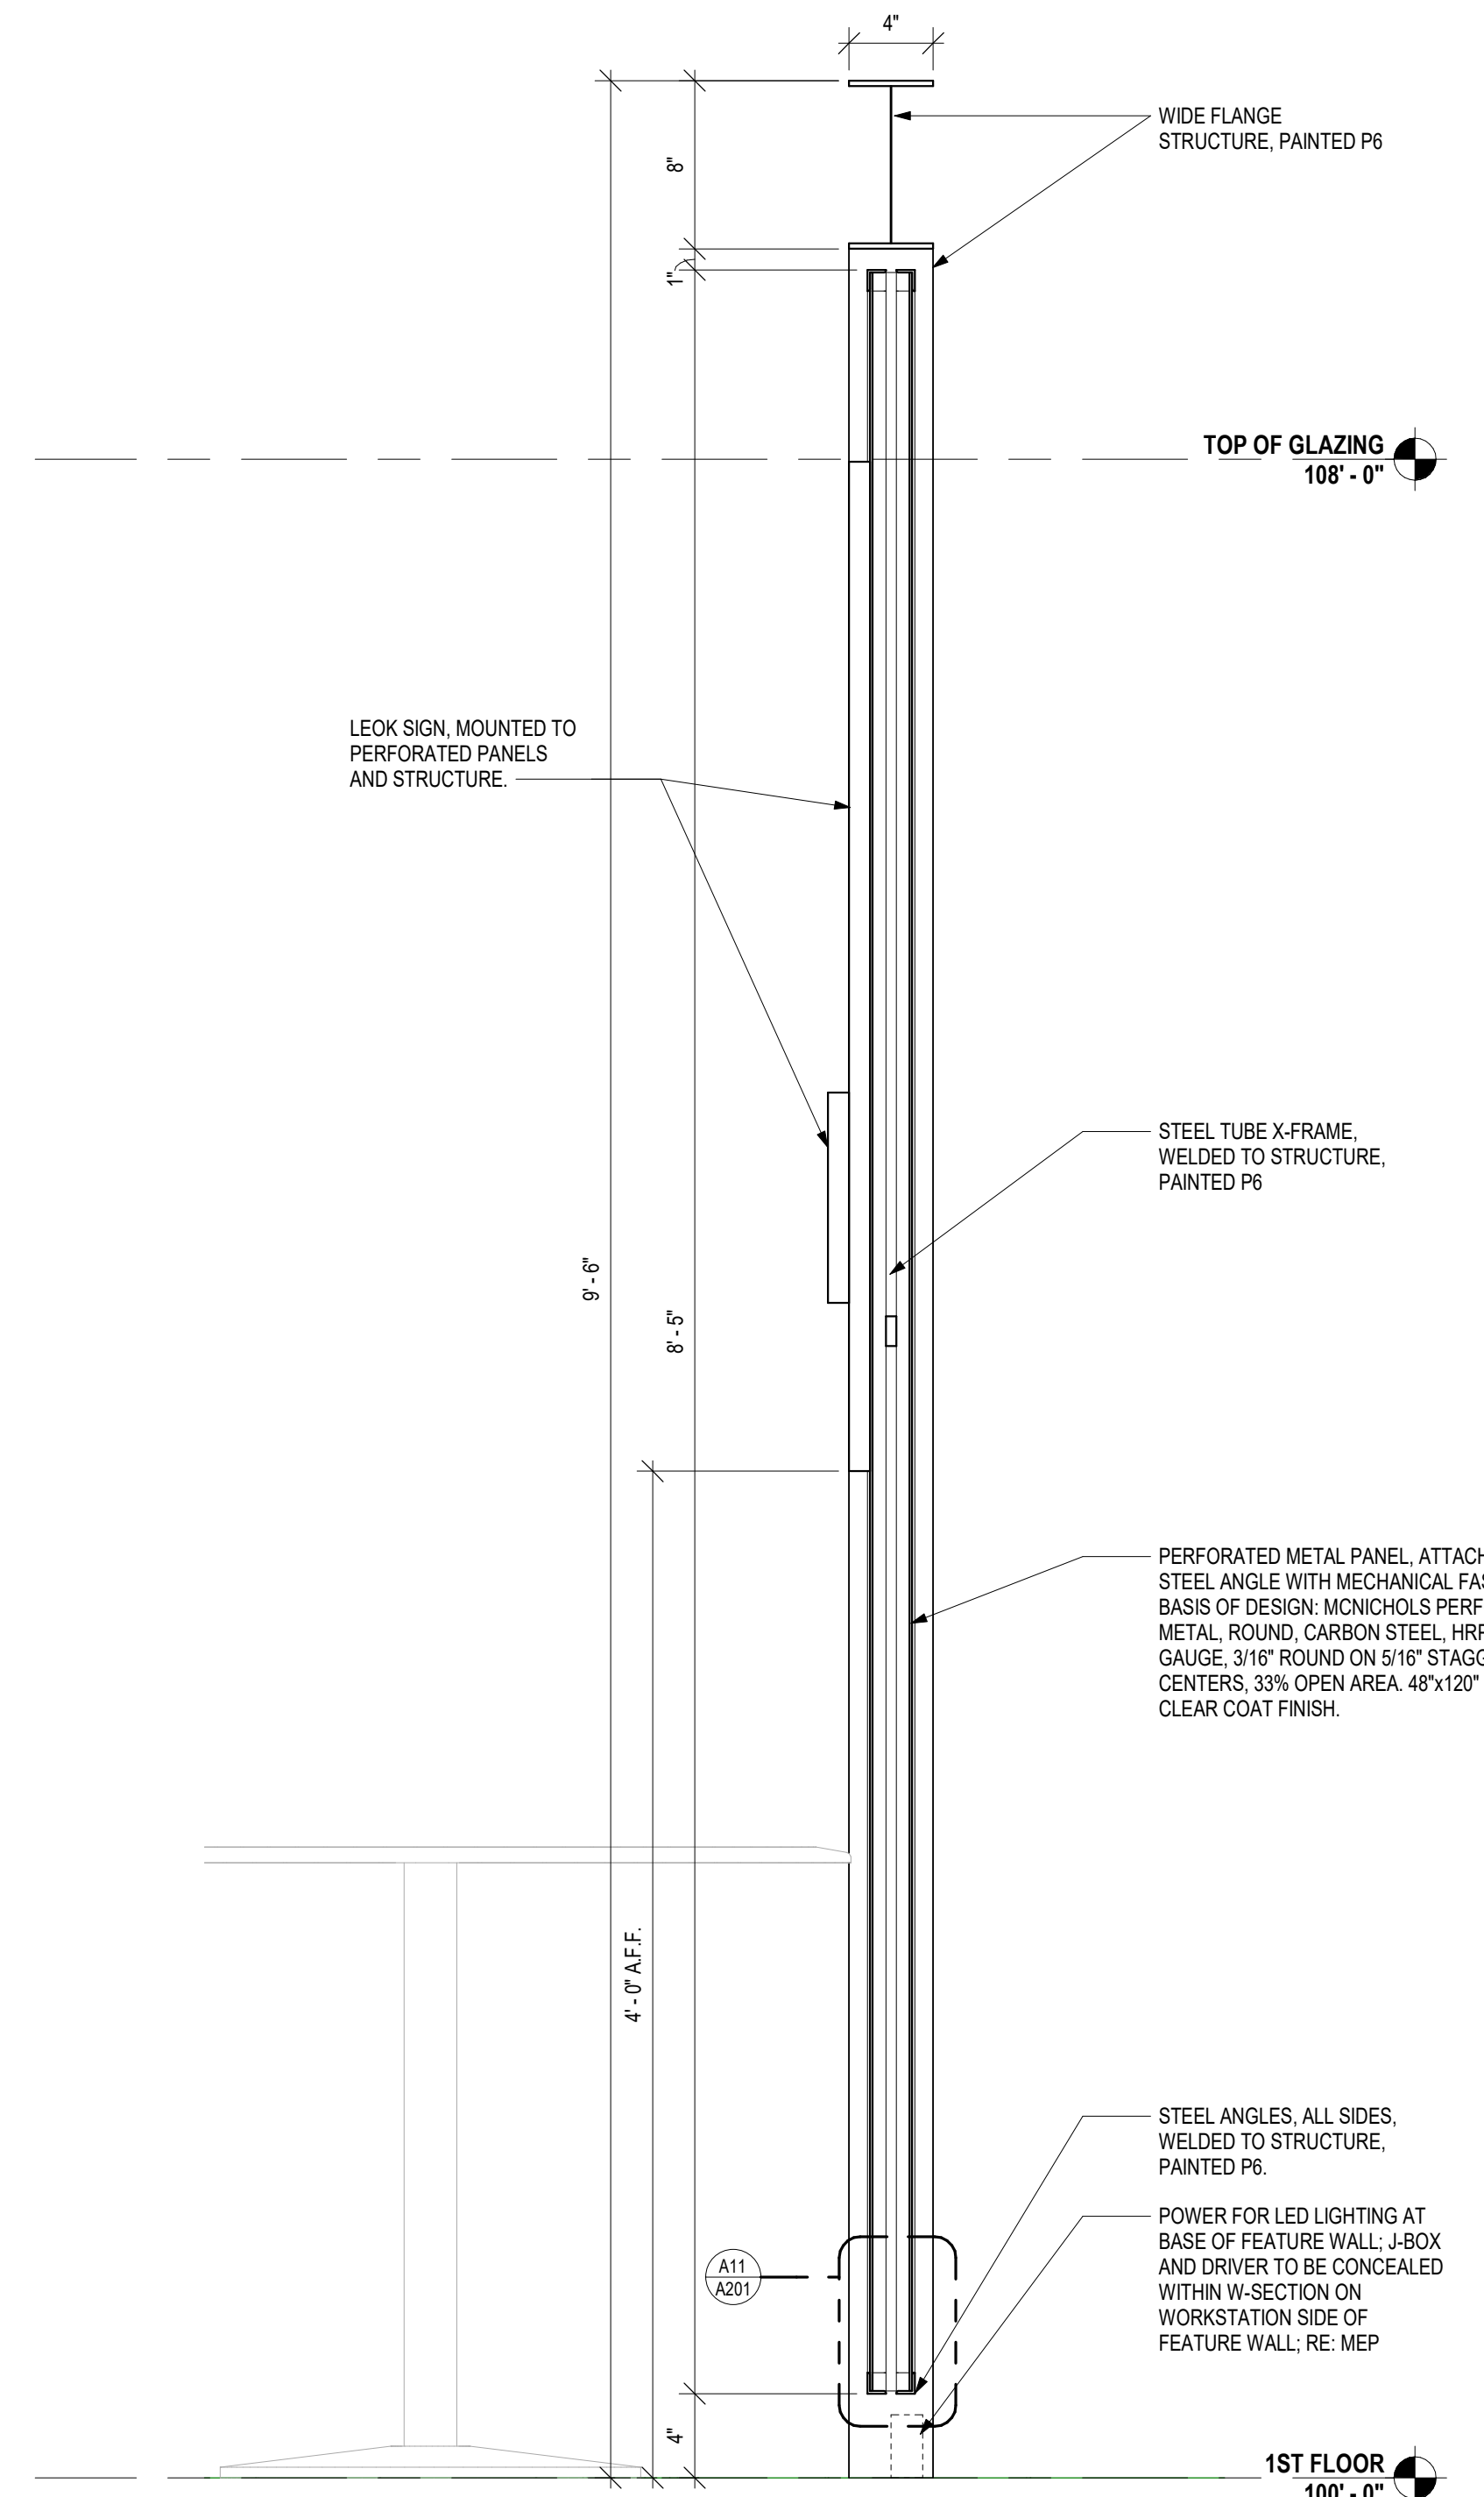 4"
WIDE FLANGE
STRUCTURE, PAINTED P6
8"
1"
TOP OF GLAZING
108' - 0"
LEOK SIGN, MOUNTED TO
PERFORATED PANELS
AND STRUCTURE.
STEEL TUBE X-FRAME,
WELDED TO STRUCTURE,
PAINTED P6
9' - 6"
8' - 5"
PERFORATED METAL PANEL, ATTACH
STEEL ANGLE WITH MECHANICAL FAS
BASIS OF DESIGN: MCNICHOLS PERF
METAL, ROUND, CARBON STEEL, HRP
GAUGE, 3/16" ROUND ON 5/16" STAGG
CENTERS, 33% OPEN AREA. 48"x120"
CLEAR COAT FINISH.
4' - 0" A.F.F.
STEEL ANGLES, ALL SIDES,
WELDED TO STRUCTURE,
PAINTED P6.
POWER FOR LED LIGHTING AT
BASE OF FEATURE WALL; J-BOX
AND DRIVER TO BE CONCEALED
WITHIN W-SECTION ON
WORKSTATION SIDE OF
FEATURE WALL; RE: MEP
A11
A201
4"
1ST FLOOR
100' - 0"